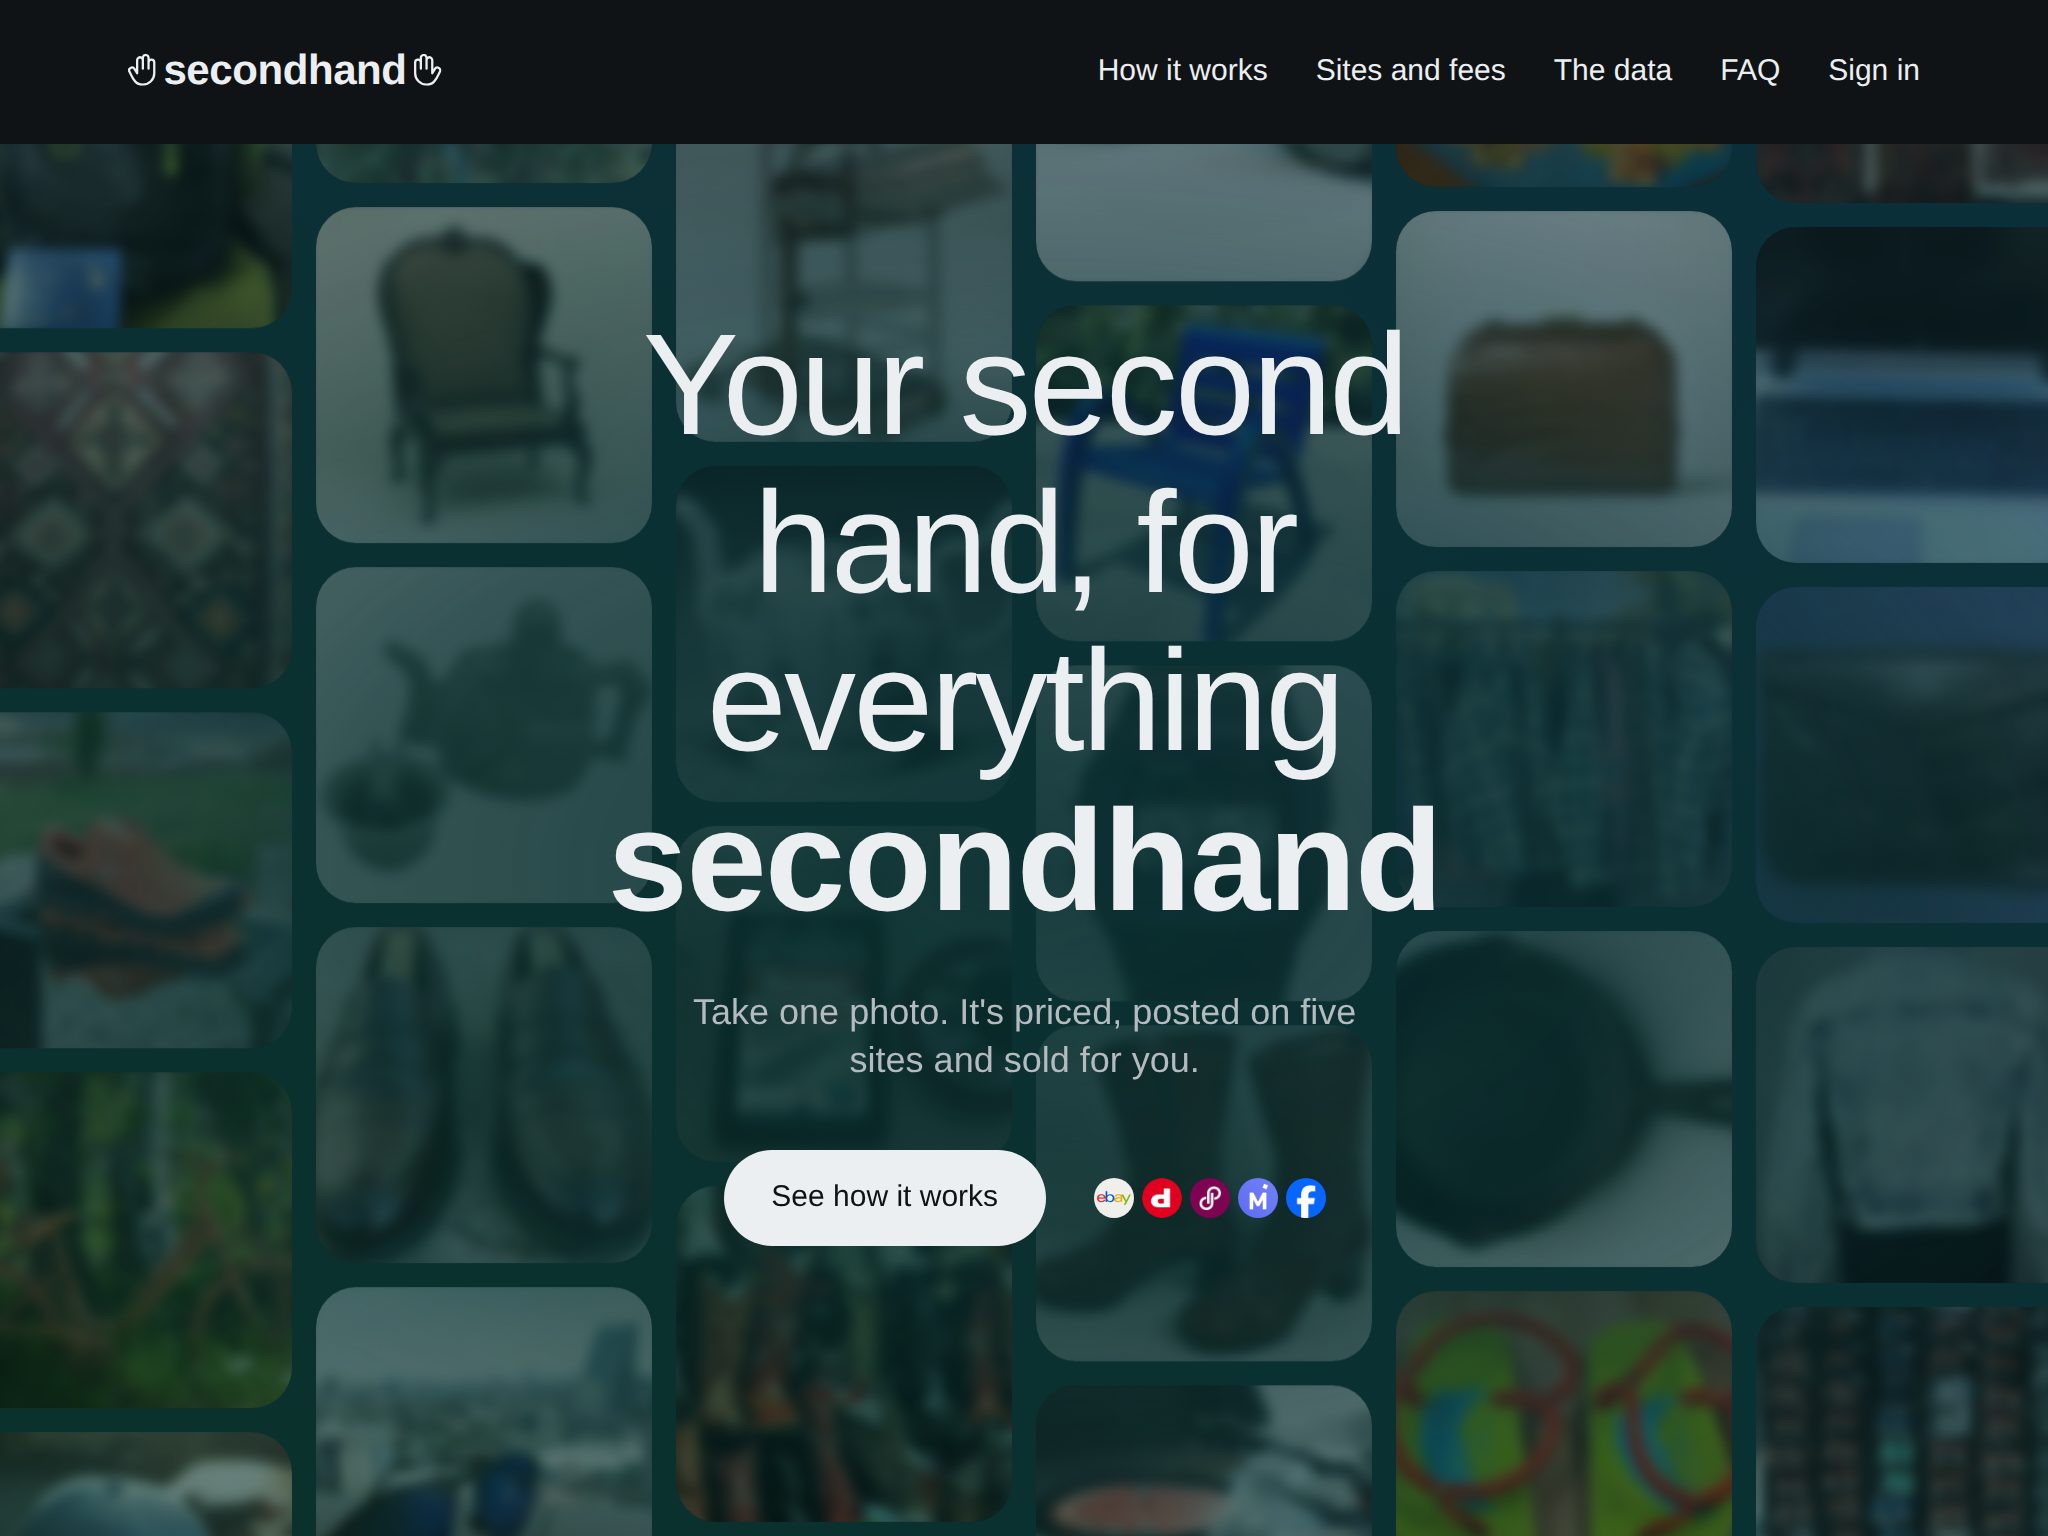 secondhand
How it works
Sites and fees
The data
FAQ
Sign in
Your second
hand, for
everything
secondhand
Take one photo. It's priced, posted on five
sites and sold for you.
See how it works
ebay